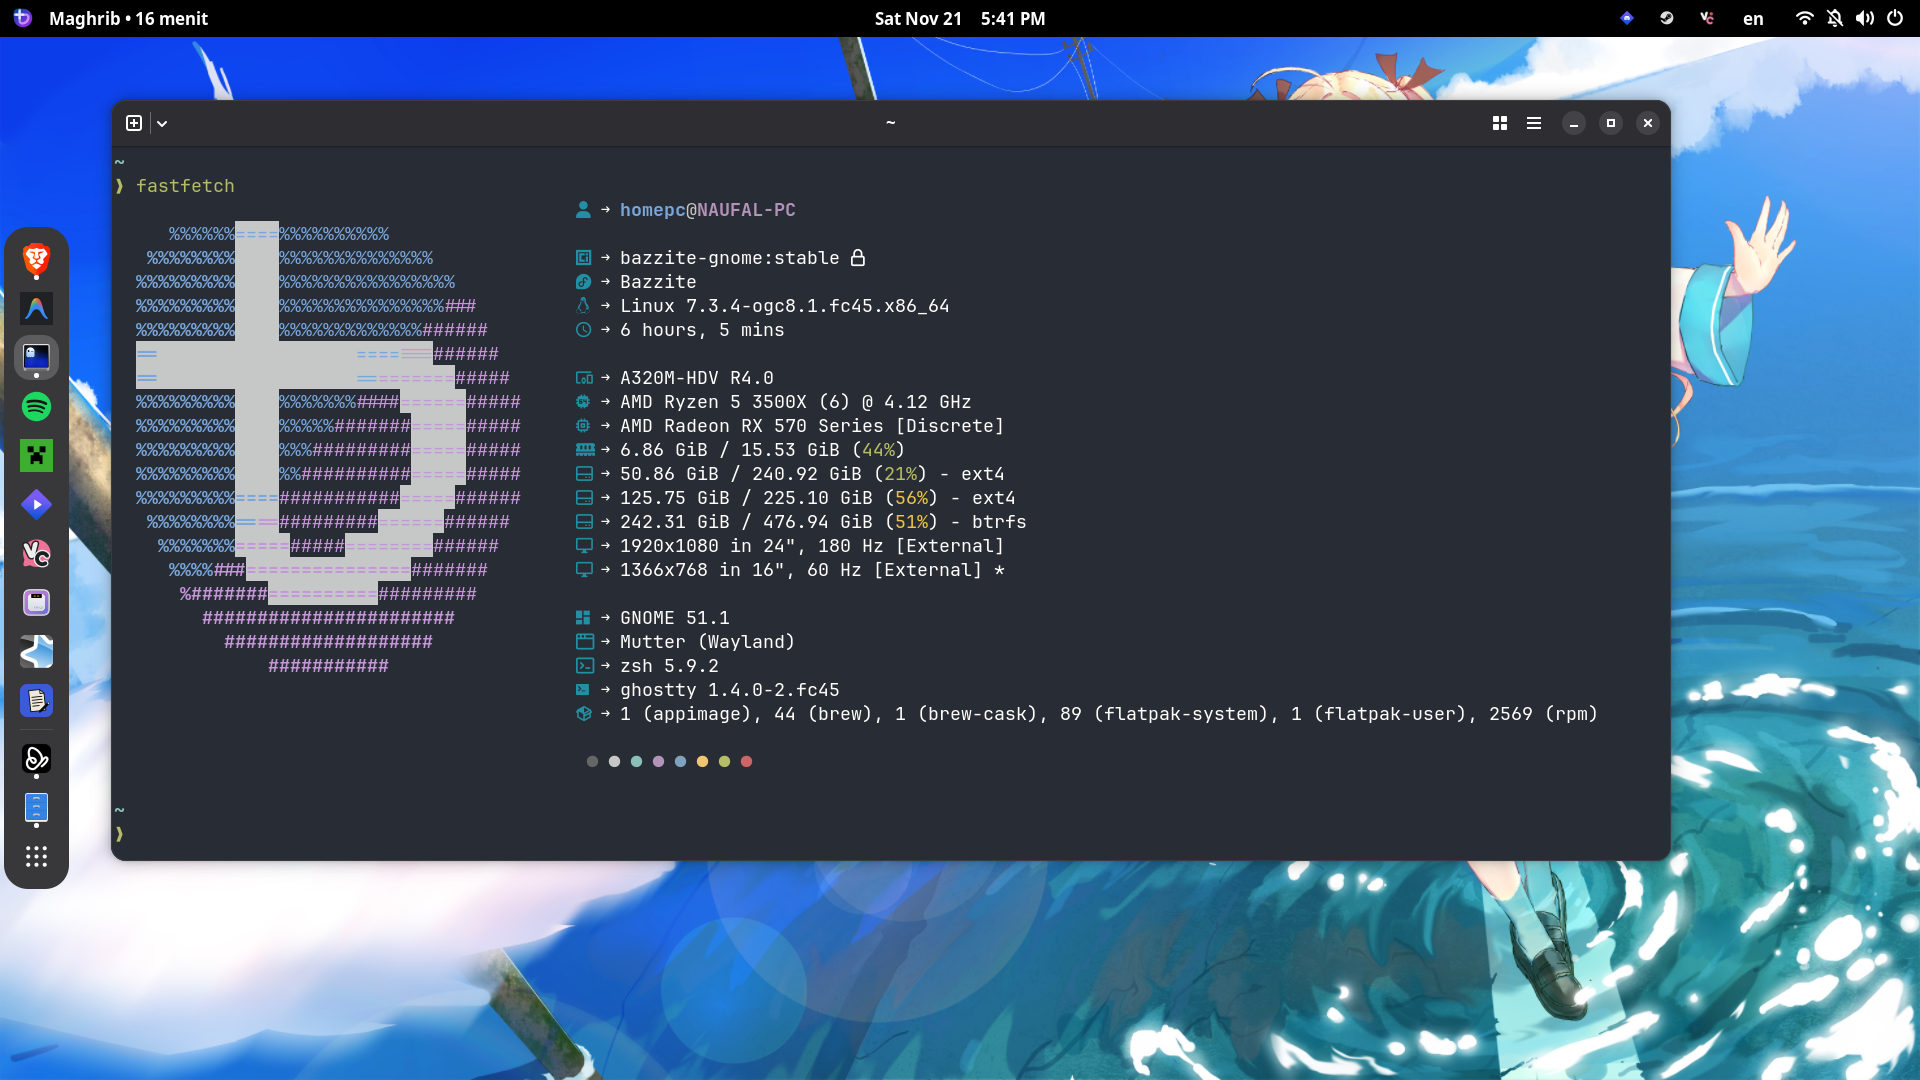 Maghrib • 16 menit
Sat Nov 21 5:41 PM
en
~
~
❱ fastfetch
→ homepc@NAUFAL-PC
%%%%%%====%%%%%%%%%%
→ bazzite-gnome:stable
→ Bazzite
→ Linux 7.3.4-ogc8.1.fc45.x86_64
→ 6 hours, 5 mins
→ A320M-HDV R4.0
→ AMD Ryzen 5 3500X (6) @ 4.12 GHz
→ AMD Radeon RX 570 Series [Discrete]
→ 6.86 GiB / 15.53 GiB (44%)
→ 50.86 GiB / 240.92 GiB (21%) - ext4
→ 125.75 GiB / 225.10 GiB (56%) - ext4
→ 242.31 GiB / 476.94 GiB (51%) - btrfs
→ 1920x1080 in 24", 180 Hz [External]
→ 1366x768 in 16", 60 Hz [External] *
→ GNOME 51.1
→ Mutter (Wayland)
→ zsh 5.9.2
→ ghostty 1.4.0-2.fc45
→ 1 (appimage), 44 (brew), 1 (brew-cask), 89 (flatpak-system), 1 (flatpak-user), 2569 (rpm)
~
❱